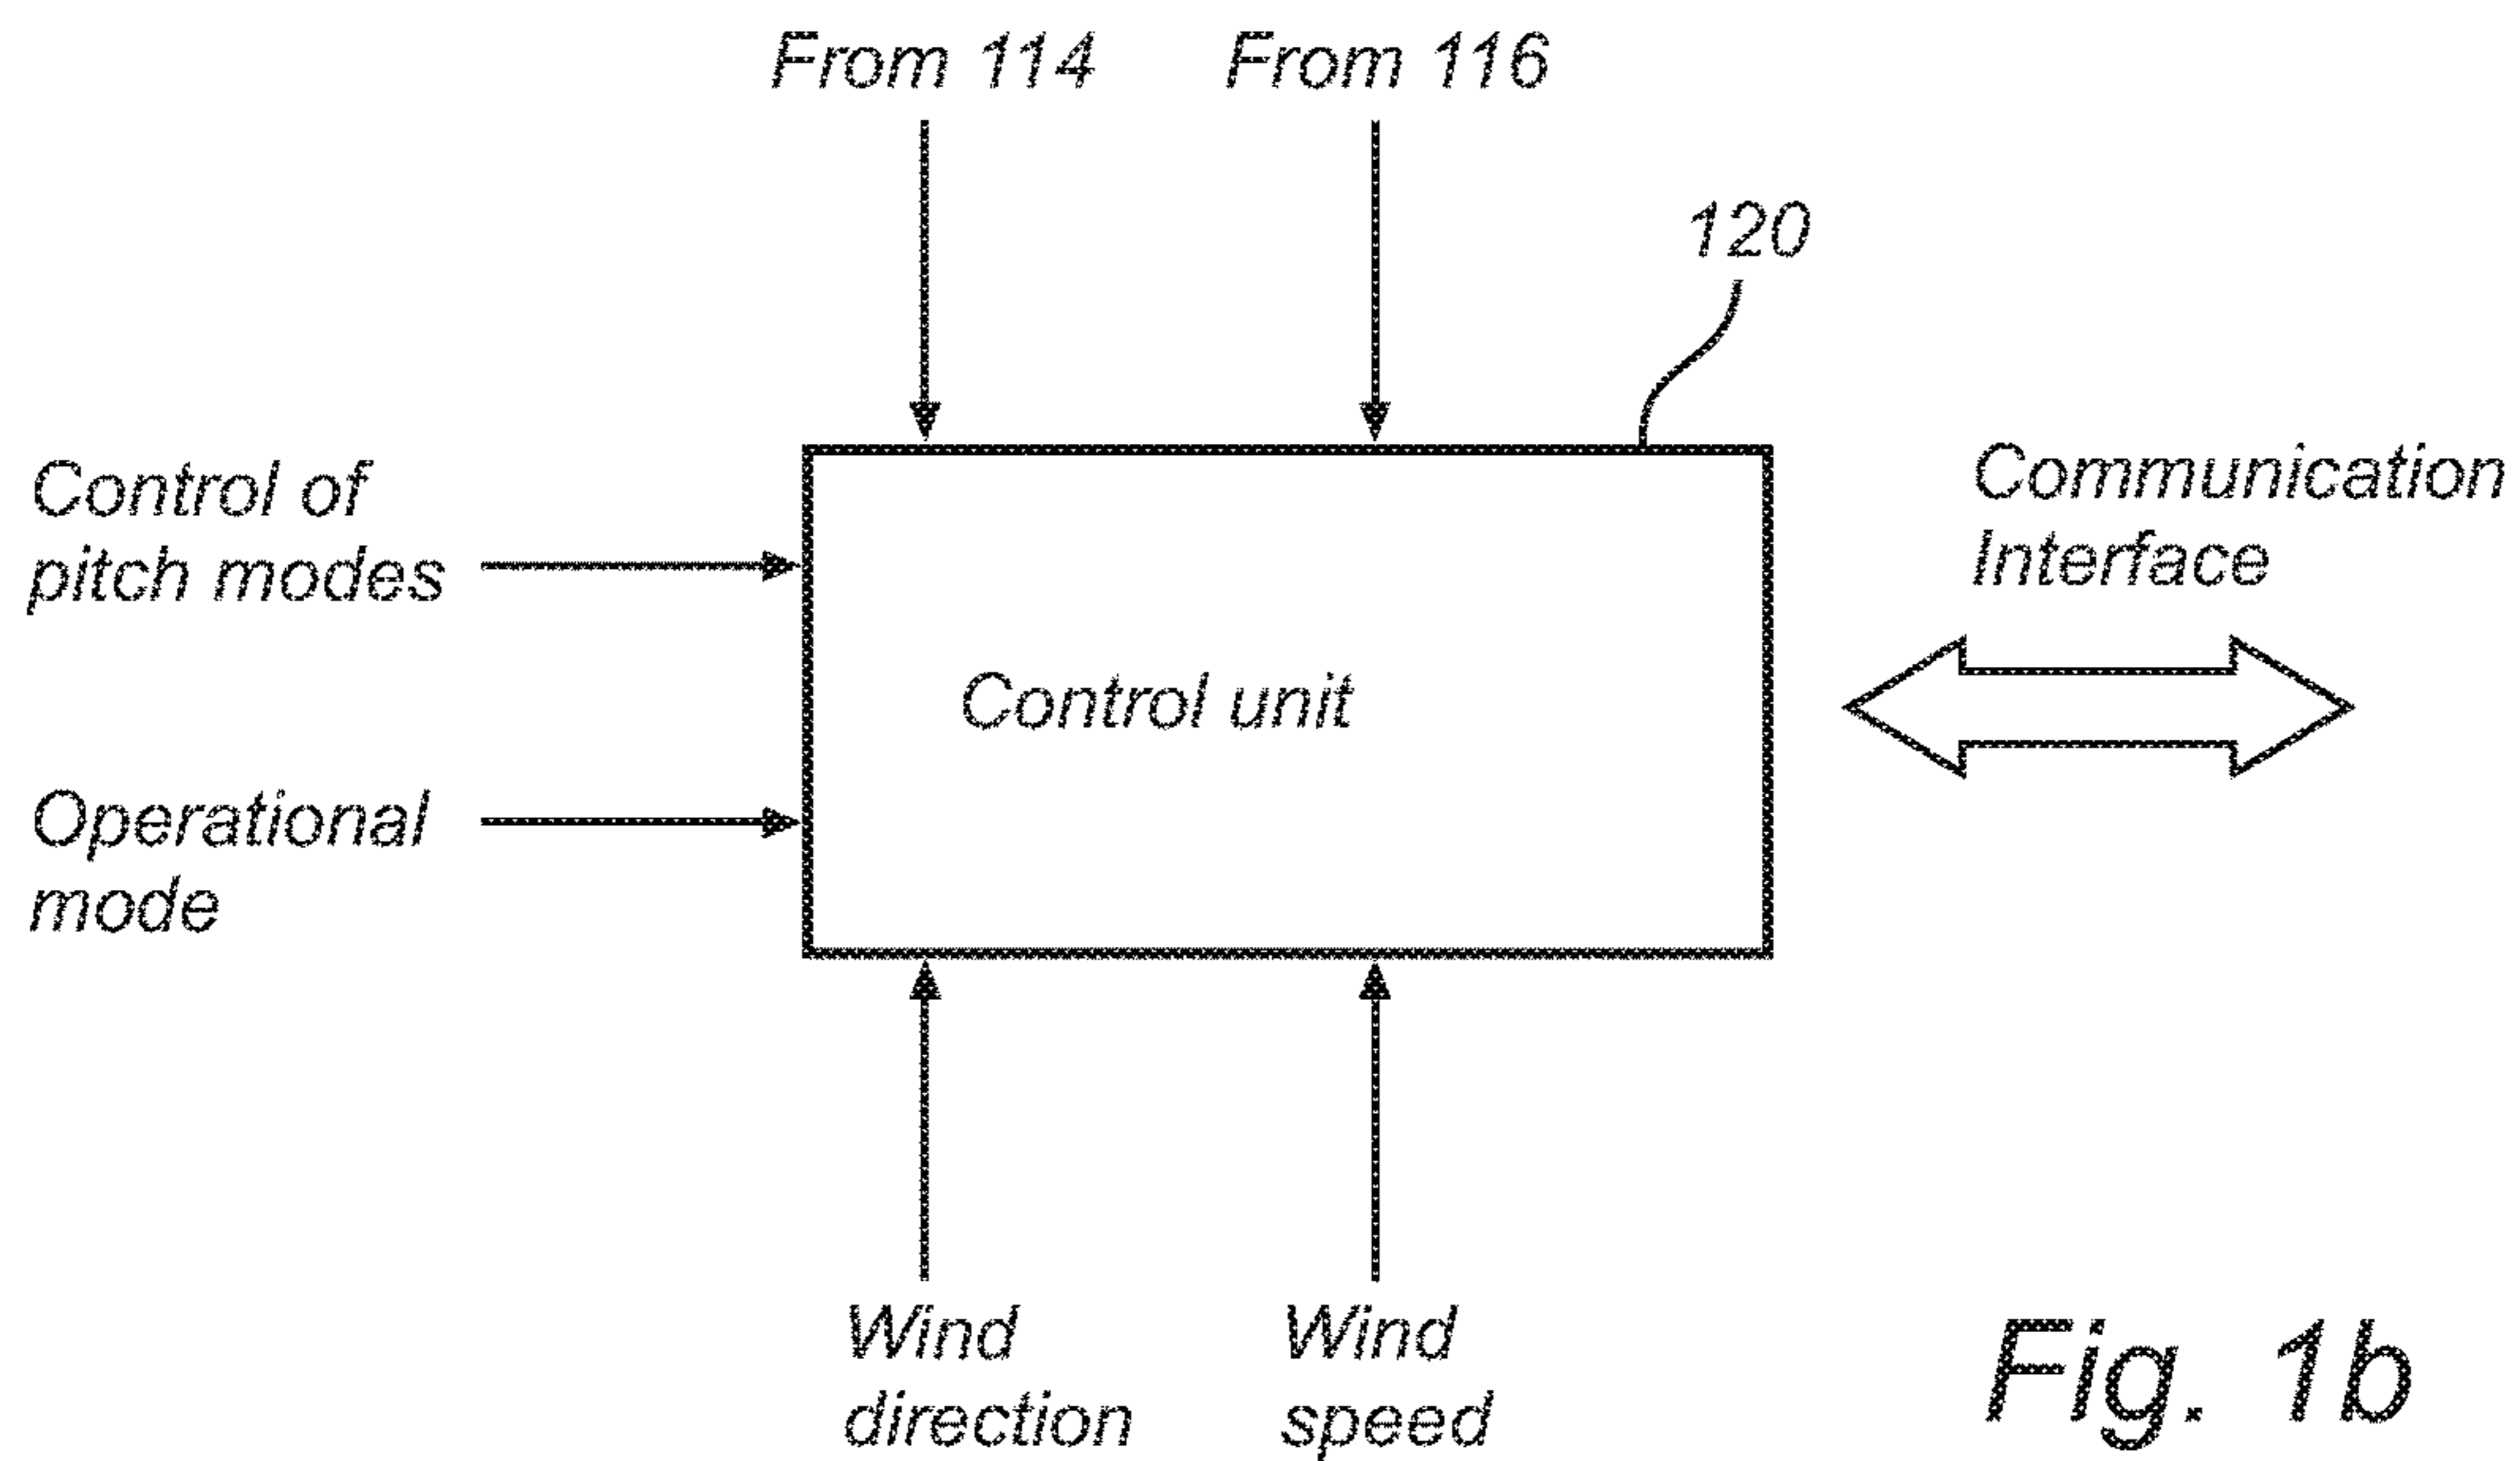 From 114
From 116
120
Control of
pitch modes
Communication
Interface
Control unit
Operational
mode
Wind
direction
Wind
speed
Fig. 1b